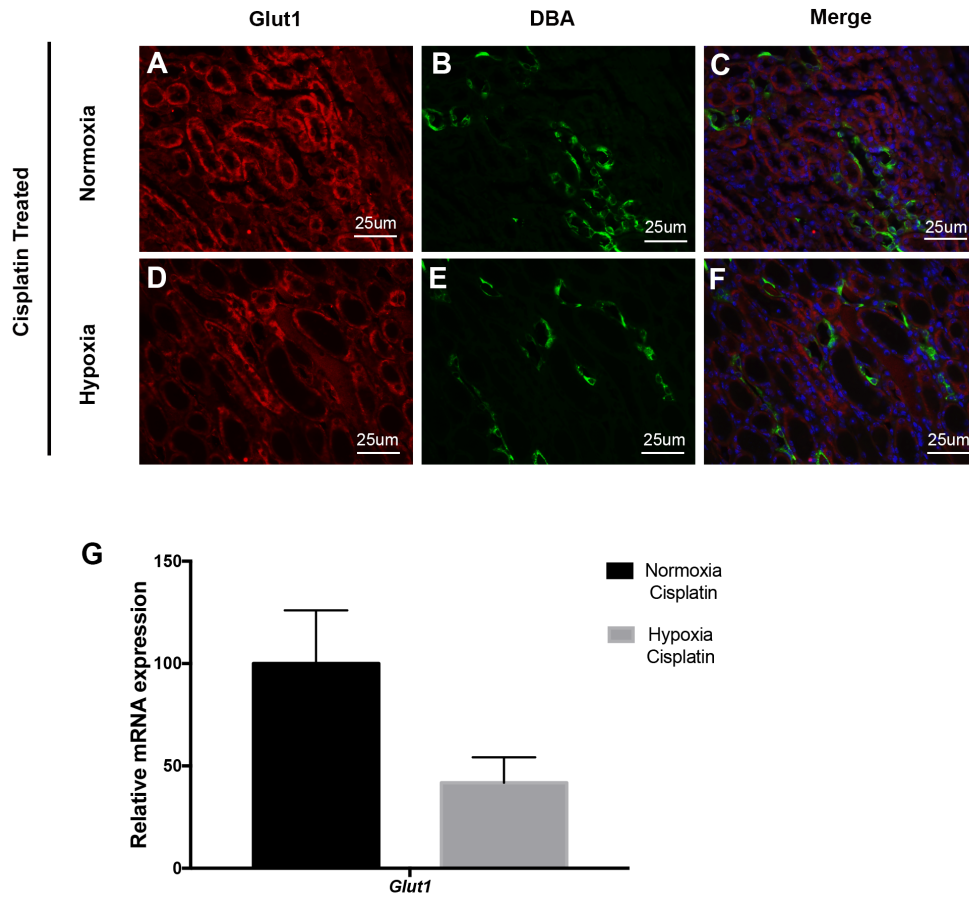 Glut1 DBA Merge
Cisplatin Treated
Normoxia
A B C
25um 25um 25um
Hypoxia
D E F
25um 25um 25um
G
Relative mRNA expression
150
100
50
0
Glut1
Normoxia
Cisplatin
Hypoxia
Cisplatin